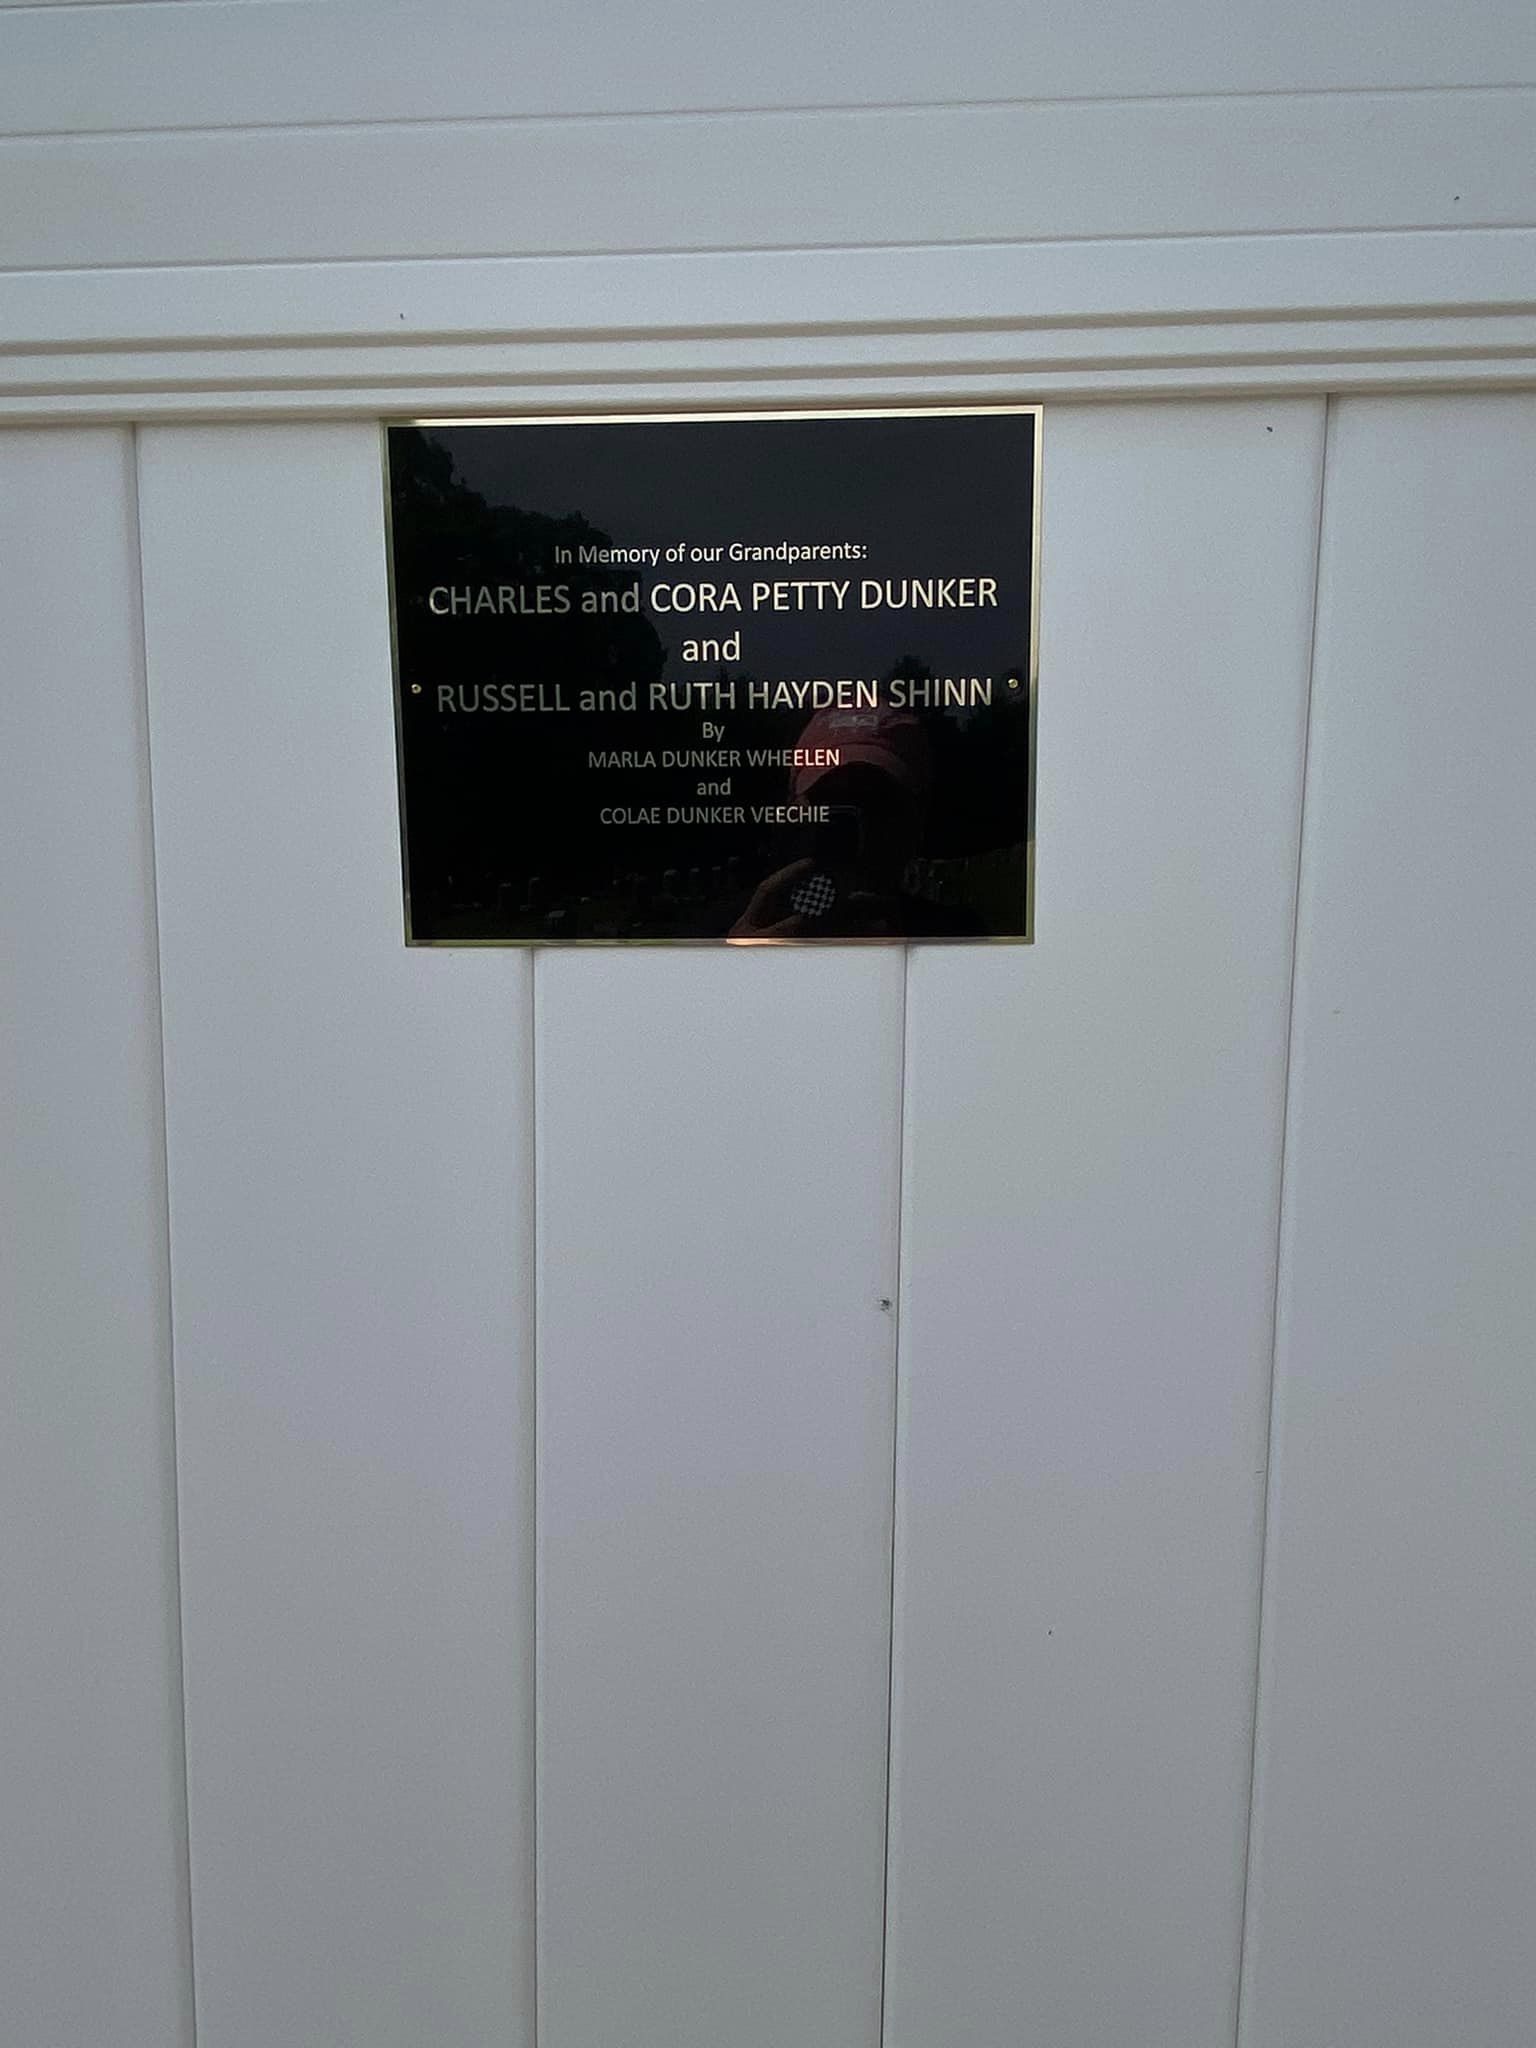 In Memory of our Grandparents:
CHARLES and CORA PETTY DUNKER
and
RUSSELL and RUTH HAYDEN SHINN
By
MARLA DUNKER WHEELEN
and
COLAE DUNKER VEECHIE